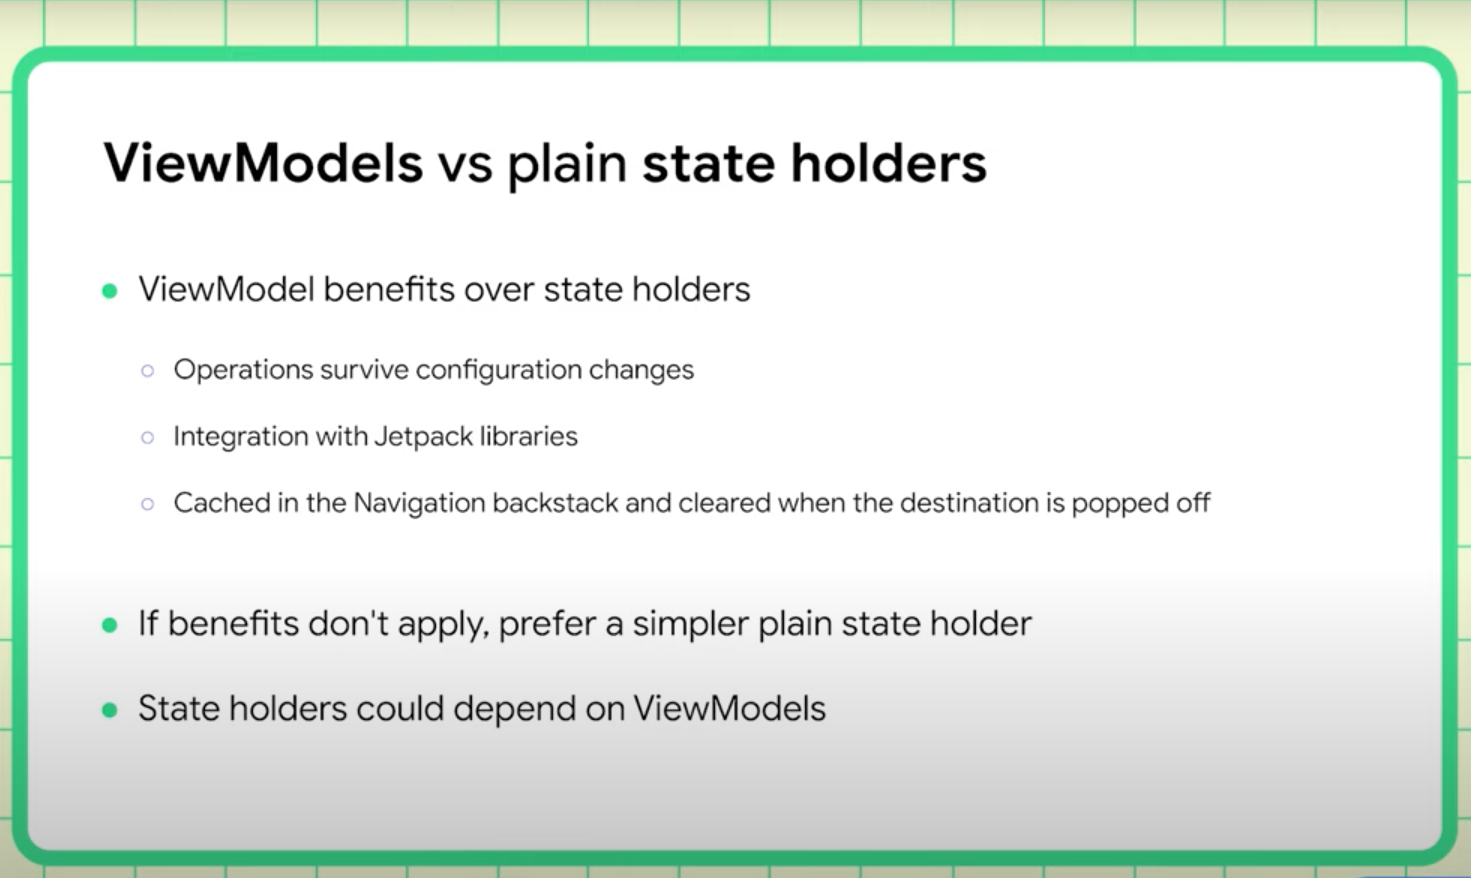 ViewModels vs plain state holders
ViewModel benefits over state holders
Operations survive configuration changes
Integration with Jetpack libraries
Cached in the Navigation backstack and cleared when the destination is popped off
If benefits don't apply, prefer a simpler plain state holder
State holders could depend on ViewModels